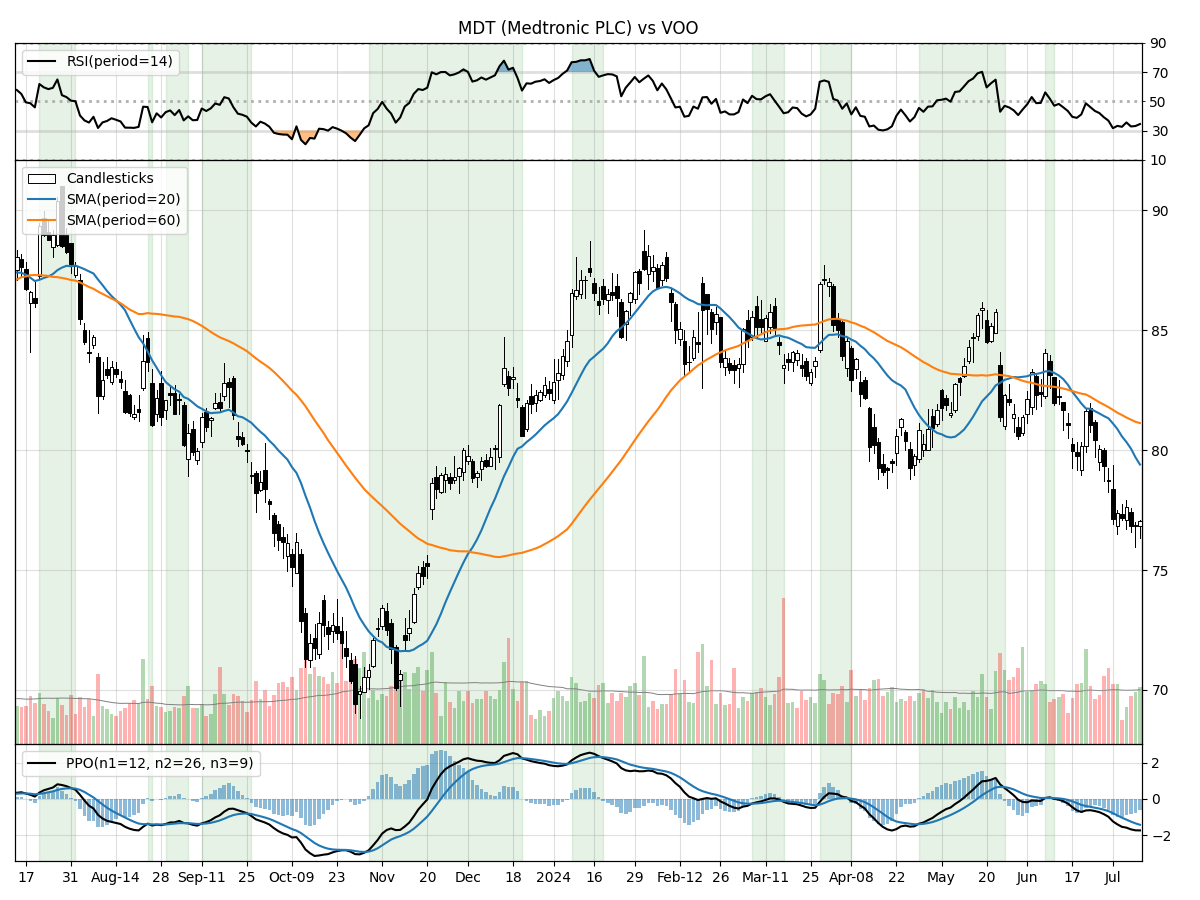 MDT (Medtronic PLC) vs VOO
RSI(period=14)
90
70
50
30
10
Candlesticks
SMA(period=20)
SMA(period=60)
90
85
80
75
70
PPO(n1=12, n2=26, n3=9)
2
0
−2
17 31 Aug-14 28 Sep-11 25 Oct-09 23 Nov 20 Dec 18 2024 16 29 Feb-12 26 Mar-11 25 Apr-08 22 May 20 Jun 17 Jul